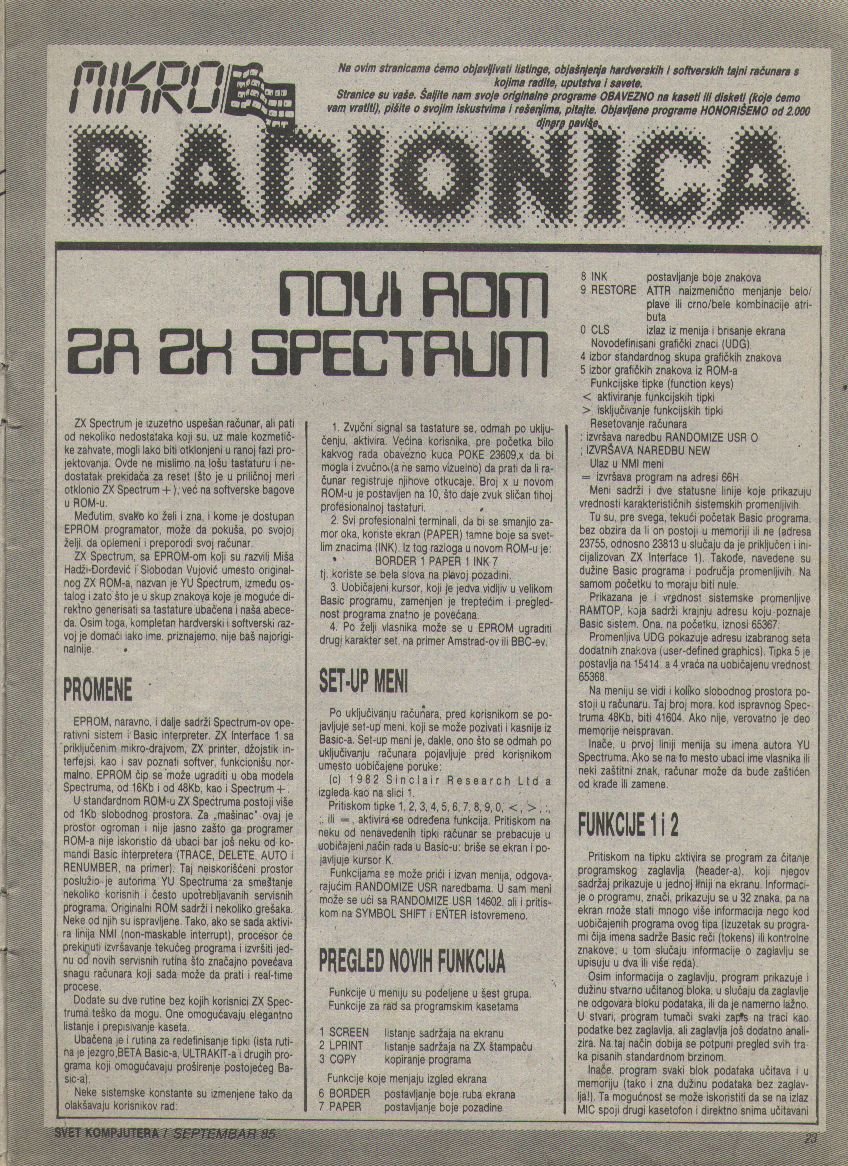 MIKRO
Na ovim stranicama ćemo objavljivati listinge, objašnjenja hardverskih i softverskih tajni računara s
kojima radite, uputstva i savete.
Stranice su vaše. Šaljite nam svoje originalne programe OBAVEZNO na kaseti ili disketi (koje ćemo
vam vratiti), pišite o svojim iskustvima i rešenjima, pitajte. Objavljene programe HONORIŠEMO od 2.000
dinara naviše.
RADIONICA
NOVI ROM
ZA ZX SPECTRUM
ZX Spectrum je izuzetno uspešan računar, ali pati
od nekoliko nedostataka koji su, uz male kozmetič-
ke zahvate, mogli lako biti otklonjeni u ranoj fazi pro-
jektovanja. Ovde ne mislimo na lošu tastaturu i ne-
dostatak prekidača za reset (što je u priličnoj meri
otklonio ZX Spectrum +), već na softverske bagove
u ROM-u.
Međutim, svako ko želi i zna, i kome je dostupan
EPROM programator, može da pokuša, po svojoj
želji, da oplemeni i preporodi svoj računar.
ZX Spectrum, sa EPROM-om koji su razvili Miša
Hadži-Đorđević i Slobodan Vujović umesto original-
nog ZX ROM-a, nazvan je YU Spectrum, između os-
talog i zato što je u skup znakova koje je moguće di-
rektno generisati sa tastature ubačena i naša abece-
da. Osim toga, kompletan hardverski i softverski raz-
voj je domaći iako ime, priznajemo, nije baš najorigi-
nalnije.
PROMENE
EPROM, naravno, i dalje sadrži Spectrum-ov ope-
rativni sistem i Basic interpreter. ZX Interface 1 sa
priključenim mikro-drajvom, ZX printer, džojstik in-
terfejsi, kao i sav poznati softver, funkcionišu nor-
malno. EPROM čip se može ugraditi u oba modela
Spectruma, od 16Kb i od 48Kb, kao i Spectrum +.
U standardnom ROM-u ZX Spectruma postoji više
od 1Kb slobodnog prostora. Za „mašinac" ovaj je
prostor ogroman i nije jasno zašto ga programer
ROM-a nije iskoristio da ubaci bar još neku od ko-
mandi Basic interpretera (TRACE, DELETE, AUTO i
RENUMBER, na primer). Taj neiskorišćeni prostor
poslužio je autorima YU Spectruma za smeštanje
nekoliko korisnih i često upotrebljavanih servisnih
programa. Originalni ROM sadrži i nekoliko grešaka.
Neke od njih su ispravljene. Tako, ako se sada aktivi-
ra linija NMI (non-maskable interrupt), procesor će
prekinuti izvršavanje tekućeg programa i izvršiti jed-
nu od novih servisnih rutina što značajno povećava
snagu računara koji sada može da prati i real-time
procese.
Dodate su dve rutine bez kojih korisnici ZX Spec-
truma teško da mogu. One omogućavaju elegantno
listanje i prepisivanje kaseta.
Ubačena je i rutina za redefinisanje tipki (ista ruti-
na je jezgro BETA Basic-a, ULTRAKIT-a i drugih pro-
grama koji omogućavaju proširenje postojećeg Ba-
sic-a).
Neke sistemske konstante su izmenjene tako da
olakšavaju korisnikov rad:
1. Zvučni signal sa tastature se, odmah po uklju-
čenju, aktivira. Većina korisnika, pre početka bilo
kakvog rada obavezno kuca POKE 23609,x da bi
mogla i zvučno (a ne samo vizuelno) da prati da li ra-
čunar registruje njihove otkucaje. Broj x u novom
ROM-u je postavljen na 10, što daje zvuk sličan tihoj
profesionalnoj tastaturi.
2. Svi profesionalni terminali, da bi se smanjio za-
mor oka, koriste ekran (PAPER) tamne boje sa svet-
lim znacima (INK). Iz tog razloga u novom ROM-u je:
BORDER 1 PAPER 1 INK 7
tj. koriste se bela slova na plavoj pozadini.
3. Uobičajeni kursor, koji je jedva vidljiv u velikom
Basic programu, zamenjen je treptećim i pregled-
nost programa znatno je povećana.
4. Po želji vlasnika može se u EPROM ugraditi
drugi karakter set, na primer Amstrad-ov ili BBC-ev.
SET-UP MENI
Po uključivanju računara, pred korisnikom se po-
javljuje set-up meni, koji se može pozivati i kasnije iz
Basic-a. Set-up meni je, dakle, ono što se odmah po
uključivanju računara pojavljuje pred korisnikom
umesto uobičajene poruke:
(c) 1982 Sinclair Research Ltd a
izgleda kao na slici 1.
Pritiskom tipke 1, 2, 3, 4, 5, 6, 7, 8, 9, 0, <, >, :,
;, ili =, aktivira se određena funkcija. Pritiskom na
neku od nenavedenih tipki računar se prebacuje u
uobičajeni način rada u Basic-u: briše se ekran i po-
javljuje kursor K.
Funkcijama se može prići i izvan menija, odgova-
rajućim RANDOMIZE USR naredbama. U sam meni
može se ući sa RANDOMIZE USR 14602, ali i pritis-
kom na SYMBOL SHIFT i ENTER istovremeno.
PREGLED NOVIH FUNKCIJA
Funkcije u meniju su podeljene u šest grupa.
Funkcije za rad sa programskim kasetama
1 SCREEN listanje sadržaja na ekranu
2 LPRINT listanje sadržaja na ZX štampaču
3 COPY kopiranje programa
Funkcije koje menjaju izgled ekrana
6 BORDER postavljanje boje ruba ekrana
7 PAPER postavljanje boje pozadine
8 INK postavljanje boje znakova
9 RESTORE ATTR naizmenično menjanje belo/
plave ili crno/bele kombinacije atri-
buta
0 CLS izlaz iz menija i brisanje ekrana
Novodefinisani grafički znaci (UDG)
4 izbor standardnog skupa grafičkih znakova
5 izbor grafičkih znakova iz ROM-a
Funkcijske tipke (function keys)
< aktiviranje funkcijskih tipki
> isključivanje funkcijskih tipki
Resetovanje računara
: izvršava naredbu RANDOMIZE USR O
; IZVRŠAVA NAREDBU NEW
Ulaz u NMI meni
= izvršava program na adresi 66H
Meni sadrži i dve statusne linije koje prikazuju
vrednosti karakterističnih sistemskih promenljivih.
Tu su, pre svega, tekući početak Basic programa,
bez obzira da li on postoji u memoriji ili ne (adresa
23755, odnosno 23813 u slučaju da je priključen i ini-
cijalizovan ZX Interface 1). Takođe, navedene su
dužine Basic programa i područja promenljivih. Na
samom početku to moraju biti nule.
Prikazana je i vrednost sistemske promenljive
RAMTOP, koja sadrži krajnju adresu koju poznaje
Basic sistem. Ona, na početku, iznosi 65367.
Promenljiva UDG pokazuje adresu izabranog seta
dodatnih znakova (user-defined graphics). Tipka 5 je
postavlja na 15414, a 4 vraća na uobičajenu vrednost
65368.
Na meniju se vidi i koliko slobodnog prostora po-
stoji u računaru. Taj broj mora, kod ispravnog Spec-
truma 48Kb, biti 41604. Ako nije, verovatno je deo
memorije neispravan.
Inače, u prvoj liniji menija su imena autora YU
Spectruma. Ako se na to mesto ubaci ime vlasnika ili
neki zaštitni znak, računar može da bude zaštićen
od krađe ili zamene.
FUNKCIJE 1 i 2
Pritiskom na tipku aktivira se program za čitanje
programskog zaglavlja (header-a), koji njegov
sadržaj prikazuje u jednoj liniji na ekranu. Informaci-
je o programu, znači, prikazuju se u 32 znaka, pa na
ekran može stati mnogo više informacija nego kod
uobičajenih programa ovog tipa (izuzetak su progra-
mi čija imena sadrže Basic reči (tokens) ili kontrolne
znakove; u tom slučaju informacije o zaglavlju se
upisuju u dva ili više reda).
Osim informacija o zaglavlju, program prikazuje i
dužinu stvarno učitanog bloka, u slučaju da zaglavlje
ne odgovara bloku podataka, ili da je namerno lažno.
U stvari, program tumači svaki zapis na traci kao
podatke bez zaglavlja, ali zaglavlja još dodatno anali-
zira. Na taj način dobija se potpuni pregled svih tra-
ka pisanih standardnom brzinom.
Inače, program svaki blok podataka učitava i u
memoriju (tako i zna dužinu podataka bez zaglav-
lja!). Ta mogućnost se može iskoristiti da se na izlaz
MIC spoji drugi kasetofon i direktno snima učitavani
SVET KOMPJUTERA / SEPTEMBAR 85.
23